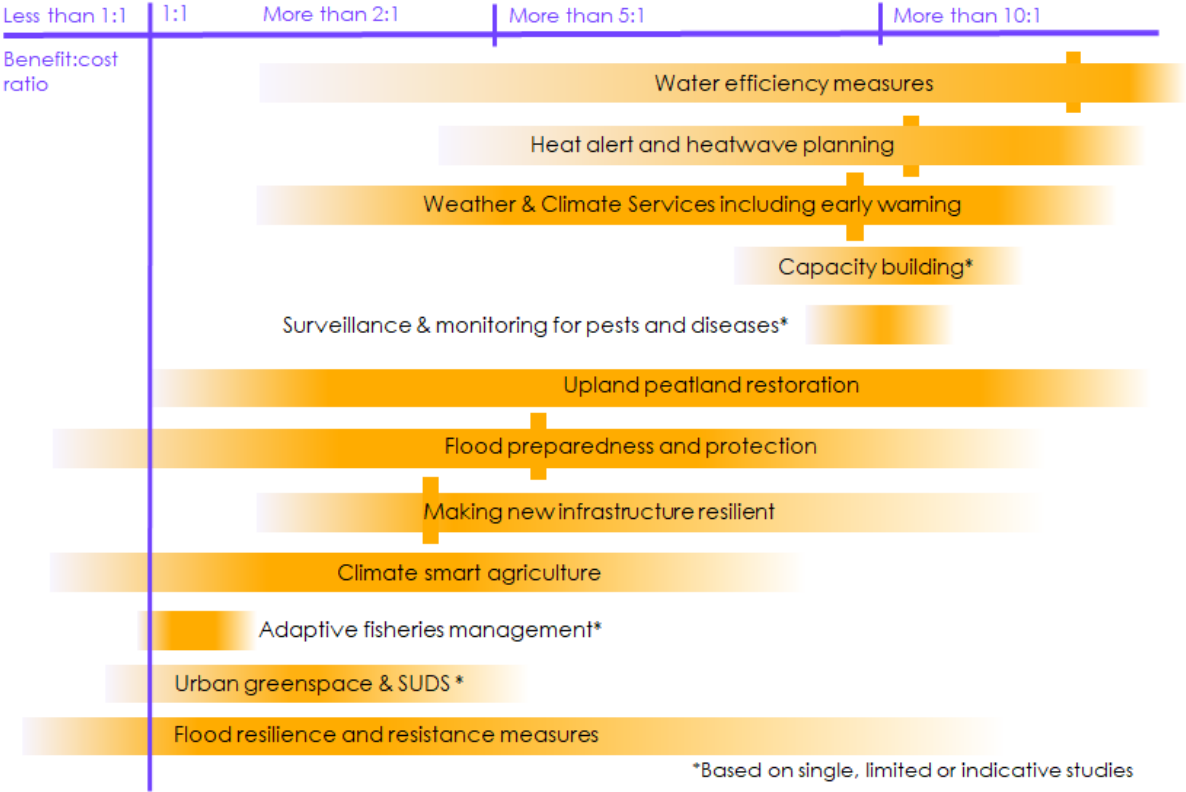 Less than 1:1
1:1
More than 2:1
More than 5:1
More than 10:1
Benefit:cost
ratio
Water efficiency measures
Heat alert and heatwave planning
Weather & Climate Services including early warning
Capacity building*
Surveillance & monitoring for pests and diseases*
Upland peatland restoration
Flood preparedness and protection
Making new infrastructure resilient
Climate smart agriculture
Adaptive fisheries management*
Urban greenspace & SUDS *
Flood resilience and resistance measures
*Based on single, limited or indicative studies